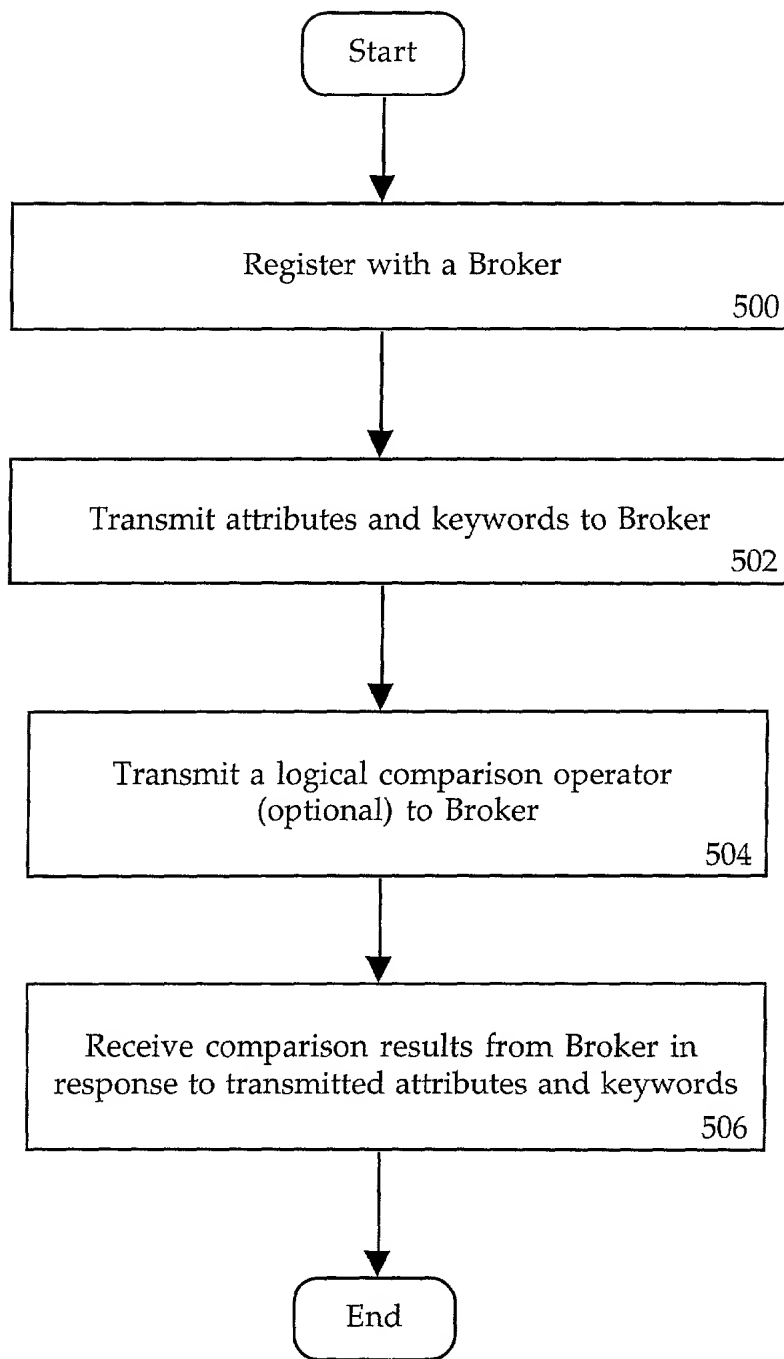 Start
Register with a Broker
500
Transmit attributes and keywords to Broker
502
Transmit a logical comparison operator
(optional) to Broker
504
Receive comparison results from Broker in
response to transmitted attributes and keywords
506
End